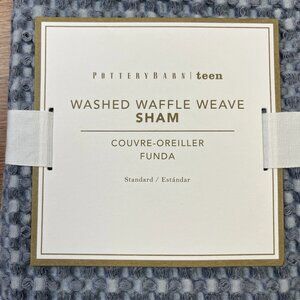 POTTERYBARN | teen
WASHED WAFFLE WEAVE
SHAM
COUVRE-OREILLER
FUNDA
Standard / Estándar